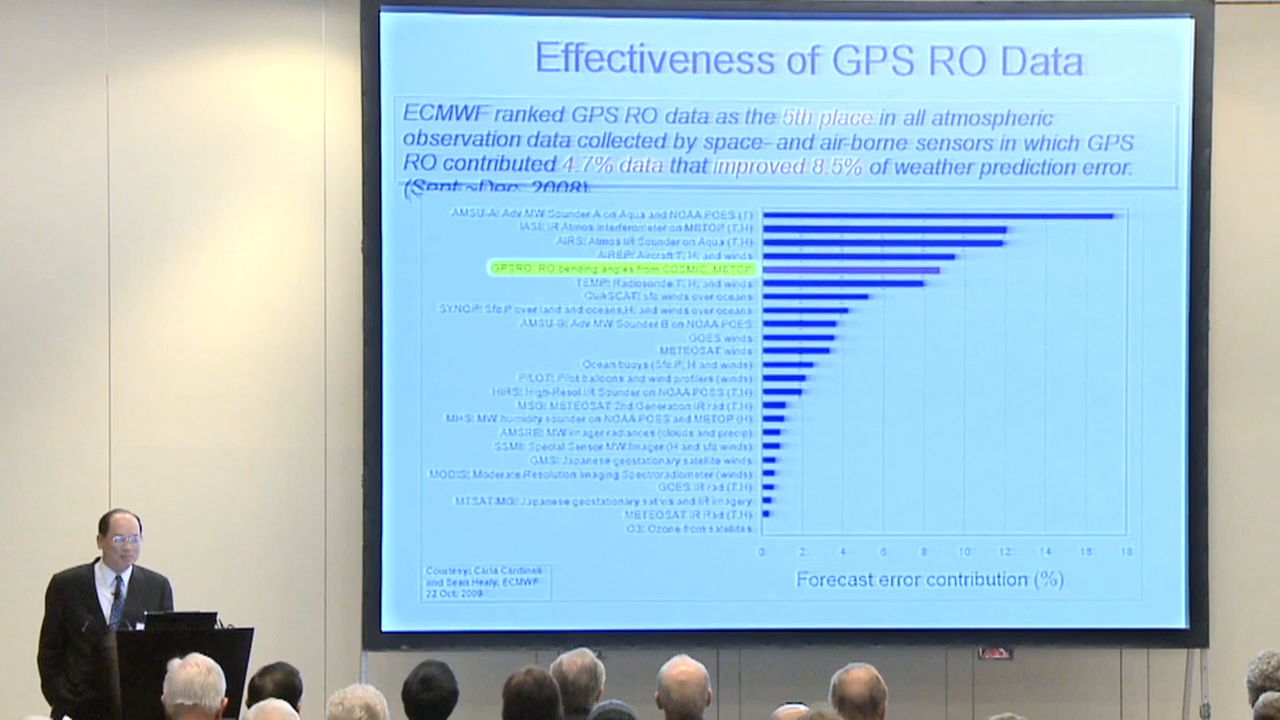 Effectiveness of GPS RO Data
ECMWF ranked GPS RO data as the 5th place in all atmospheric
observation data collected by space- and air-borne sensors in which GPS
RO contributed 4.7% data that improved 8.5% of weather prediction error.
(Sept ~Dec. 2008)
AMSU-A: Adv MW Sounder A on Aqua and NOAA POES (T)
IASI: IR Atmos Interferometer on METOP (T,H)
AIRS: Atmos IR Sounder on Aqua (T,H)
AIREP: Aircraft T, H, and winds
GPSRO: RO bending angles from COSMIC, METOP
TEMP: Radiosonde T, H, and winds
QuikSCAT: sfc winds over oceans
SYNOP: Sfc P over land and oceans,H, and winds over oceans
AMSU-B: Adv MW Sounder B on NOAA POES
GOES winds
METEOSAT winds
Ocean buoys (Sfc P, H and winds)
PILOT: Pilot balloons and wind profilers (winds)
HIRS: High-Resol IR Sounder on NOAA POES (T,H)
MSG: METEOSAT 2nd Generation IR rad (T,H)
MHS: MW humidity sounder on NOAA POES and METOP (H)
AMSRE: MW imager radiances (clouds and precip)
SSMI: Special Sensor MW Imager (H and sfc winds)
GMS: Japanese geostationary satellite winds
MODIS: Moderate Resolution Imaging Spectroradiometer (winds)
GOES IR rad (T,H)
MTSATIMG: Japanese geostationary sat vis and IR imagery
METEOSAT IR Rad (T,H)
O3: Ozone from satellites
0 2 4 6 8 10 12 14 16 18
Forecast error contribution (%)
Courtesy: Carla Cardinali
and Sean Healy, ECMWF
22 Oct. 2009